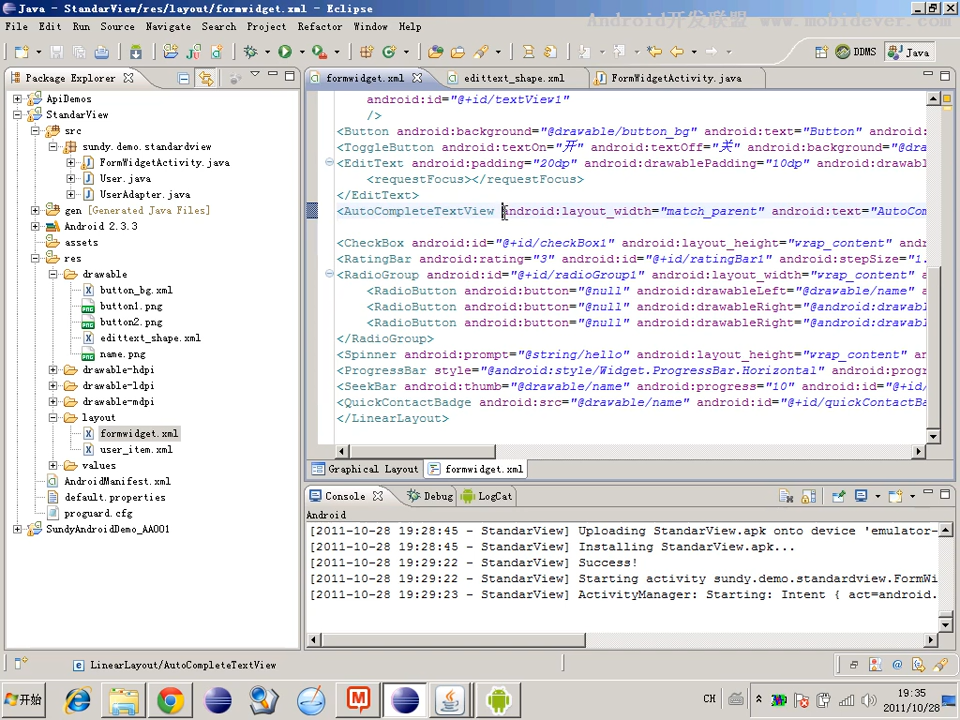 Java - StandarView/res/layout/formwidget.xml - Eclipse
Android开发联盟 www.mobidever.com
File Edit Run Source Navigate Search Project Refactor Window Help
DDMS Java
Package Explorer
formwidget.xml edittext_shape.xml FormWidgetActivity.java
ApiDemos
StandarView
src
sundy.demo.standardview
FormWidgetActivity.java
User.java
UserAdapter.java
gen [Generated Java Files]
Android 2.3.3
assets
res
drawable
button_bg.xml
button1.png
button2.png
edittext_shape.xml
name.png
drawable-hdpi
drawable-ldpi
drawable-mdpi
layout
formwidget.xml
user_item.xml
values
AndroidManifest.xml
default.properties
proguard.cfg
SundyAndroidDemo_AA001
android:id="@+id/textView1"
/>
<Button android:background="@drawable/button_bg" android:text="Button" android:
<ToggleButton android:textOn="开" android:textOff="关" android:background="@dra
<EditText android:padding="20dp" android:drawablePadding="10dp" android:drawabl
<requestFocus></requestFocus>
</EditText>
<AutoCompleteTextView android:layout_width="match_parent" android:text="AutoCom
<CheckBox android:id="@+id/checkBox1" android:layout_height="wrap_content" andr
<RatingBar android:rating="3" android:id="@+id/ratingBar1" android:stepSize="1.
<RadioGroup android:id="@+id/radioGroup1" android:layout_width="wrap_content" a
<RadioButton android:button="@null" android:drawableLeft="@drawable/name" a
<RadioButton android:button="@null" android:drawableRight="@android:drawabl
<RadioButton android:button="@null" android:drawableRight="@android:drawabl
</RadioGroup>
<Spinner android:prompt="@string/hello" android:layout_height="wrap_content" an
<ProgressBar style="@android:style/Widget.ProgressBar.Horizontal" android:progr
<SeekBar android:thumb="@drawable/name" android:progress="10" android:id="@+id/
<QuickContactBadge android:src="@drawable/name" android:id="@+id/quickContactBa
</LinearLayout>
Graphical Layout formwidget.xml
Console Debug LogCat
Android
[2011-10-28 19:28:45 - StandarView] Uploading StandarView.apk onto device 'emulator-
[2011-10-28 19:28:45 - StandarView] Installing StandarView.apk...
[2011-10-28 19:29:22 - StandarView] Success!
[2011-10-28 19:29:22 - StandarView] Starting activity sundy.demo.standardview.FormWi
[2011-10-28 19:29:23 - StandarView] ActivityManager: Starting: Intent { act=android.
LinearLayout/AutoCompleteTextView
开始
CH
19:35
2011/10/28